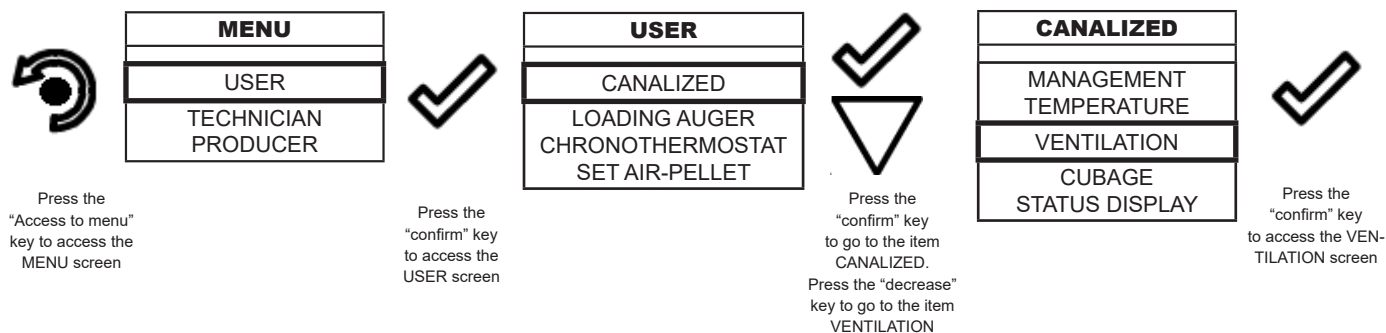 MENU
USER
TECHNICIAN
PRODUCER
Press the
“Access to menu”
key to access the
MENU screen
Press the
“confirm” key
to access the
USER screen
USER
CANALIZED
LOADING AUGER
CHRONOTHERMOSTAT
SET AIR-PELLET
Press the
“confirm” key
to go to the item
CANALIZED.
Press the “decrease”
key to go to the item
VENTILATION
CANALIZED
MANAGEMENT
TEMPERATURE
VENTILATION
CUBAGE
STATUS DISPLAY
Press the
“confirm” key
to access the VEN-
TILATION screen